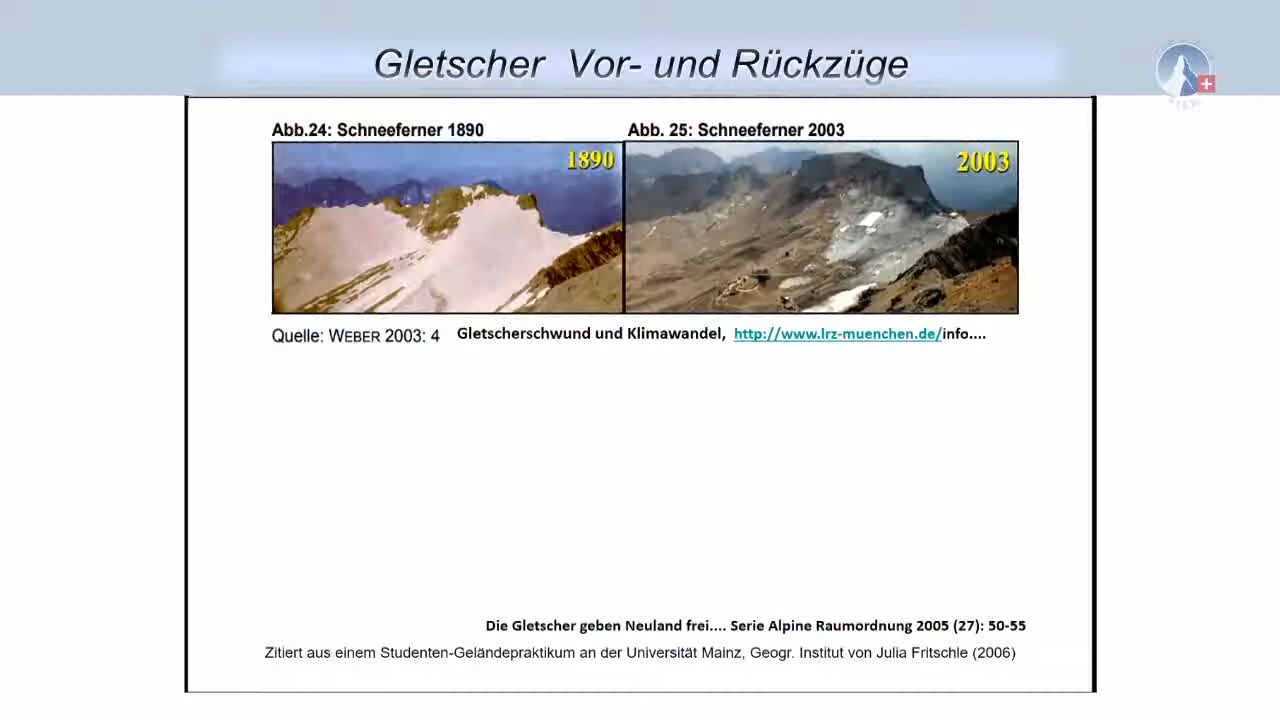 Gletscher Vor- und Rückzüge
Abb.24: Schneeferner 1890
Abb. 25: Schneeferner 2003
1890
2003
Quelle: WEBER 2003: 4
Gletscherschwund und Klimawandel, http://www.lrz-muenchen.de/info....
Die Gletscher geben Neuland frei.... Serie Alpine Raumordnung 2005 (27): 50-55
Zitiert aus einem Studenten-Geländepraktikum an der Universität Mainz, Geogr. Institut von Julia Fritschle (2006)